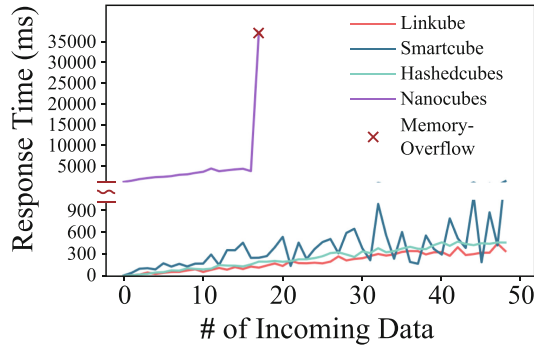 Response Time (ms)
35000
30000
25000
20000
15000
10000
5000
900
600
300
0
0
10
20
30
40
50
# of Incoming Data
Linkube
Smartcube
Hashedcubes
Nanocubes
Memory-
Overflow